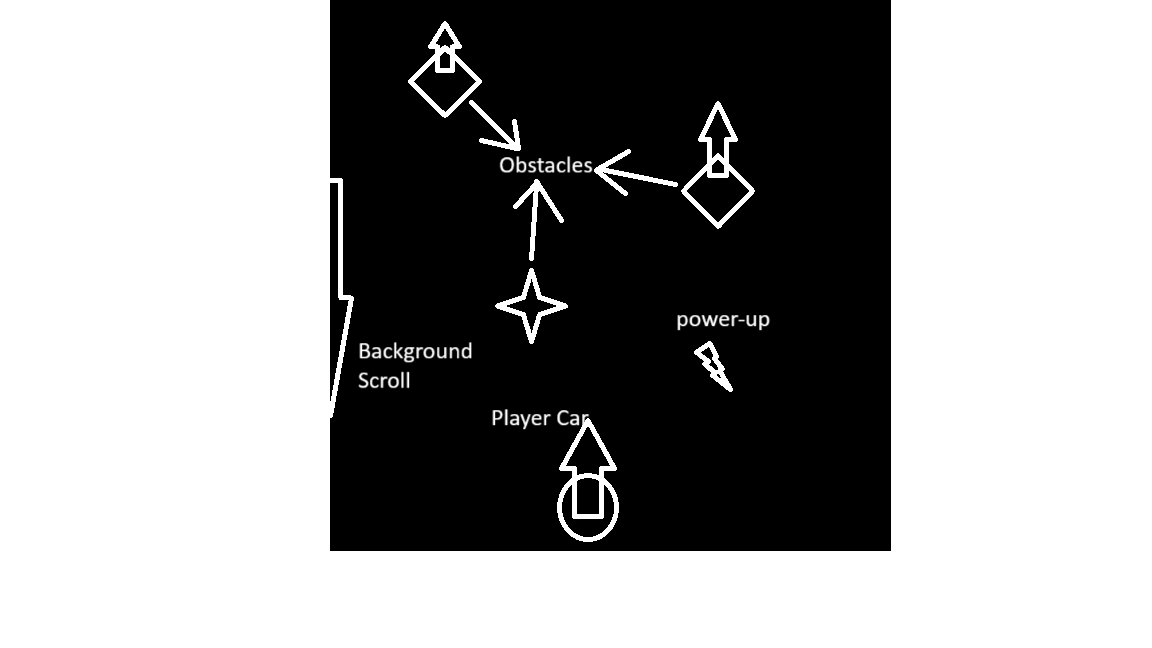 Obstacles
power-up
Background
Scroll
Player Car